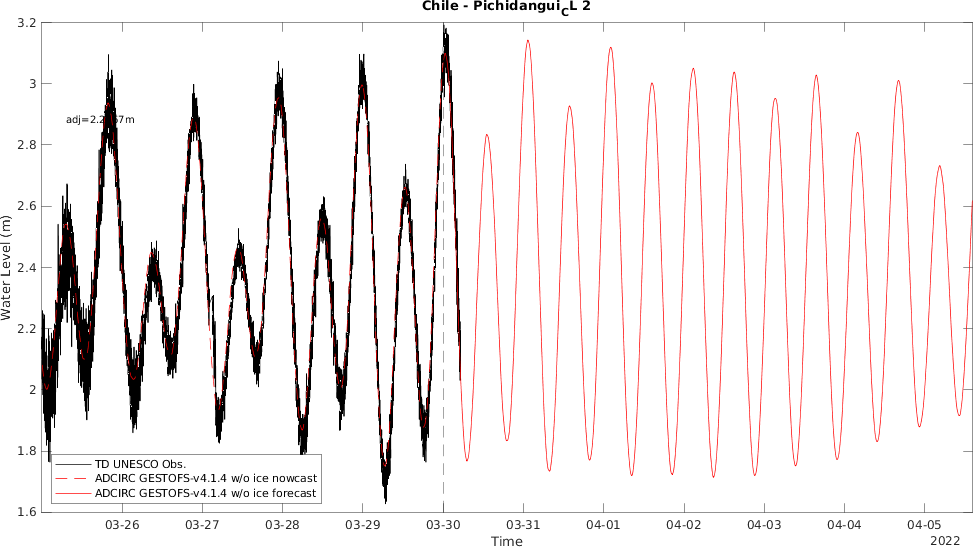 Chile - Pichidangui_CL 2
3.2
3
2.8
2.6
2.4
2.2
2
1.8
1.6
Water Level (m)
TD UNESCO Obs.
ADCIRC GESTOFS-v4.1.4 w/o ice nowcast
ADCIRC GESTOFS-v4.1.4 w/o ice forecast
03-26 03-27 03-28 03-29 03-30 03-31 04-01 04-02 04-03 04-04 04-05
Time
2022